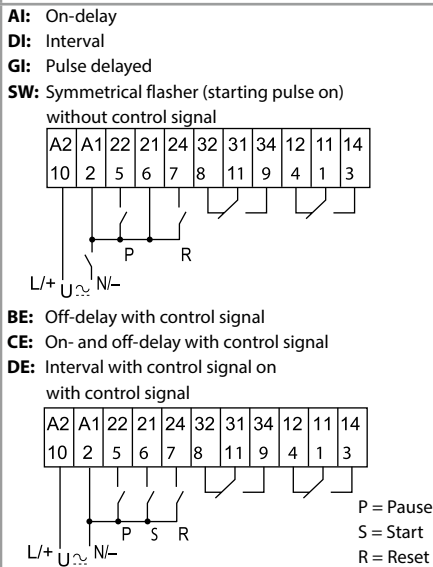 AI: On-delay
DI: Interval
GI: Pulse delayed
SW: Symmetrical flasher (starting pulse on)
without control signal
A2 A1 22 21 24 32 31 34 12 11 14
10 2 5 6 7 8 11 9 4 1 3
P R
L/+ U N/–
BE: Off-delay with control signal
CE: On- and off-delay with control signal
DE: Interval with control signal on
with control signal
A2 A1 22 21 24 32 31 34 12 11 14
10 2 5 6 7 8 11 9 4 1 3
P = Pause
P S R
S = Start
L/+ U N/–
R = Reset